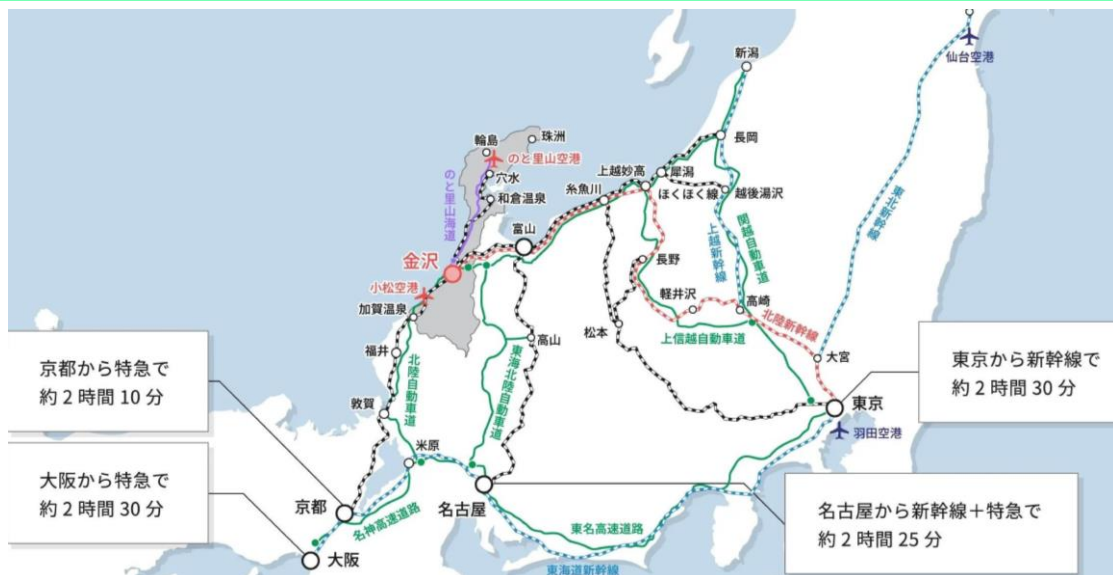 仙台空港
新潟
長岡
輪島
珠洲
のと里山空港
穴水
和倉温泉
のと里山海道
上越妙高
犀潟
ほくほく線
越後湯沢
糸魚川
富山
金沢
小松空港
加賀温泉
福井
敦賀
北陸自動車道
東海北陸自動車道
高山
松本
長野
軽井沢
高崎
上越新幹線
関越自動車道
東北新幹線
北陸新幹線
上信越自動車道
大宮
東京
羽田空港
米原
京都
大阪
名古屋
名神高速道路
東名高速道路
東海道新幹線
京都から特急で
約2時間10分
大阪から特急で
約2時間30分
東京から新幹線で
約2時間30分
名古屋から新幹線+特急で
約2時間25分